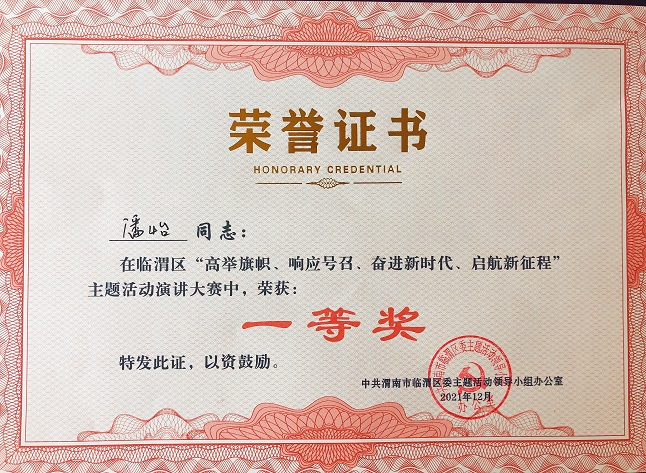 荣誉证书
HONORARY CREDENTIAL
潘怡 同志：
在临渭区“高举旗帜、响应号召、奋进新时代、启航新征程”
主题活动演讲大赛中，荣获：
一等奖
特发此证，以资鼓励。
中共渭南市临渭区委主题活动领导小组办公室
2021年12月